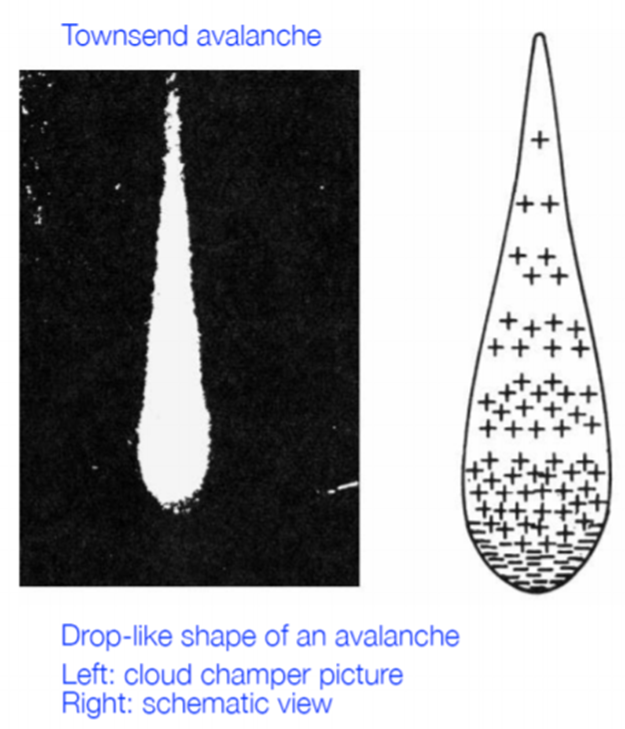 Townsend avalanche
Drop-like shape of an avalanche
Left: cloud champer picture
Right: schematic view